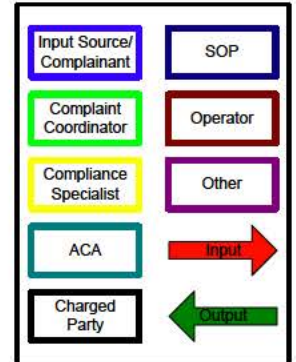 Input Source/
Complainant
SOP
Complaint
Coordinator
Operator
Compliance
Specialist
Other
ACA
Input
Charged
Party
Output